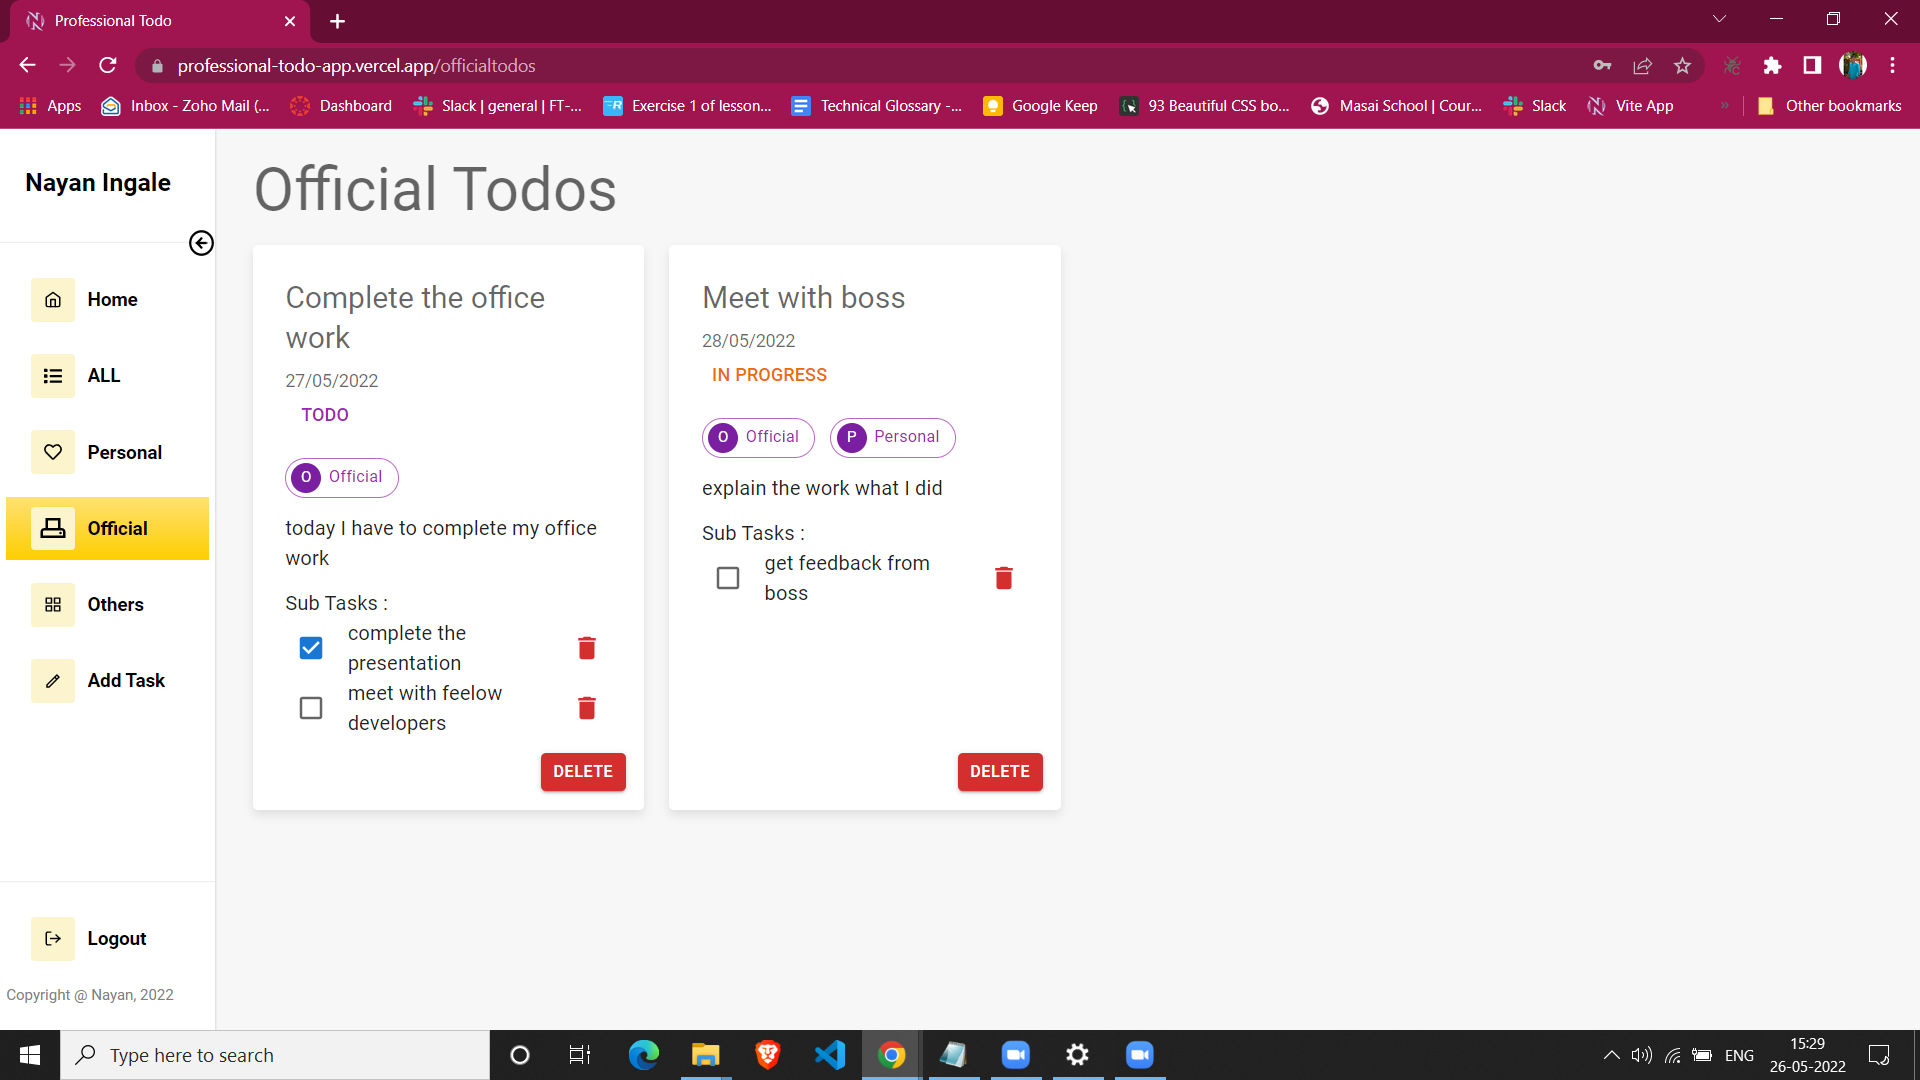 Professional Todo
professional-todo-app.vercel.app/officialtodos
Apps
Inbox - Zoho Mail (...
Dashboard
Slack | general | FT-...
Exercise 1 of lesson...
Technical Glossary -...
Google Keep
93 Beautiful CSS bo...
Masai School | Cour...
Slack
Vite App
»
Other bookmarks
Nayan Ingale
Home
ALL
Personal
Official
Others
Add Task
Logout
Copyright @ Nayan, 2022
Official Todos
Complete the office
work
27/05/2022
TODO
O Official
today I have to complete my office
work
Sub Tasks :
complete the
presentation
meet with feelow
developers
DELETE
Meet with boss
28/05/2022
IN PROGRESS
O Official P Personal
explain the work what I did
Sub Tasks :
get feedback from
boss
DELETE
Type here to search
ENG
15:29
26-05-2022